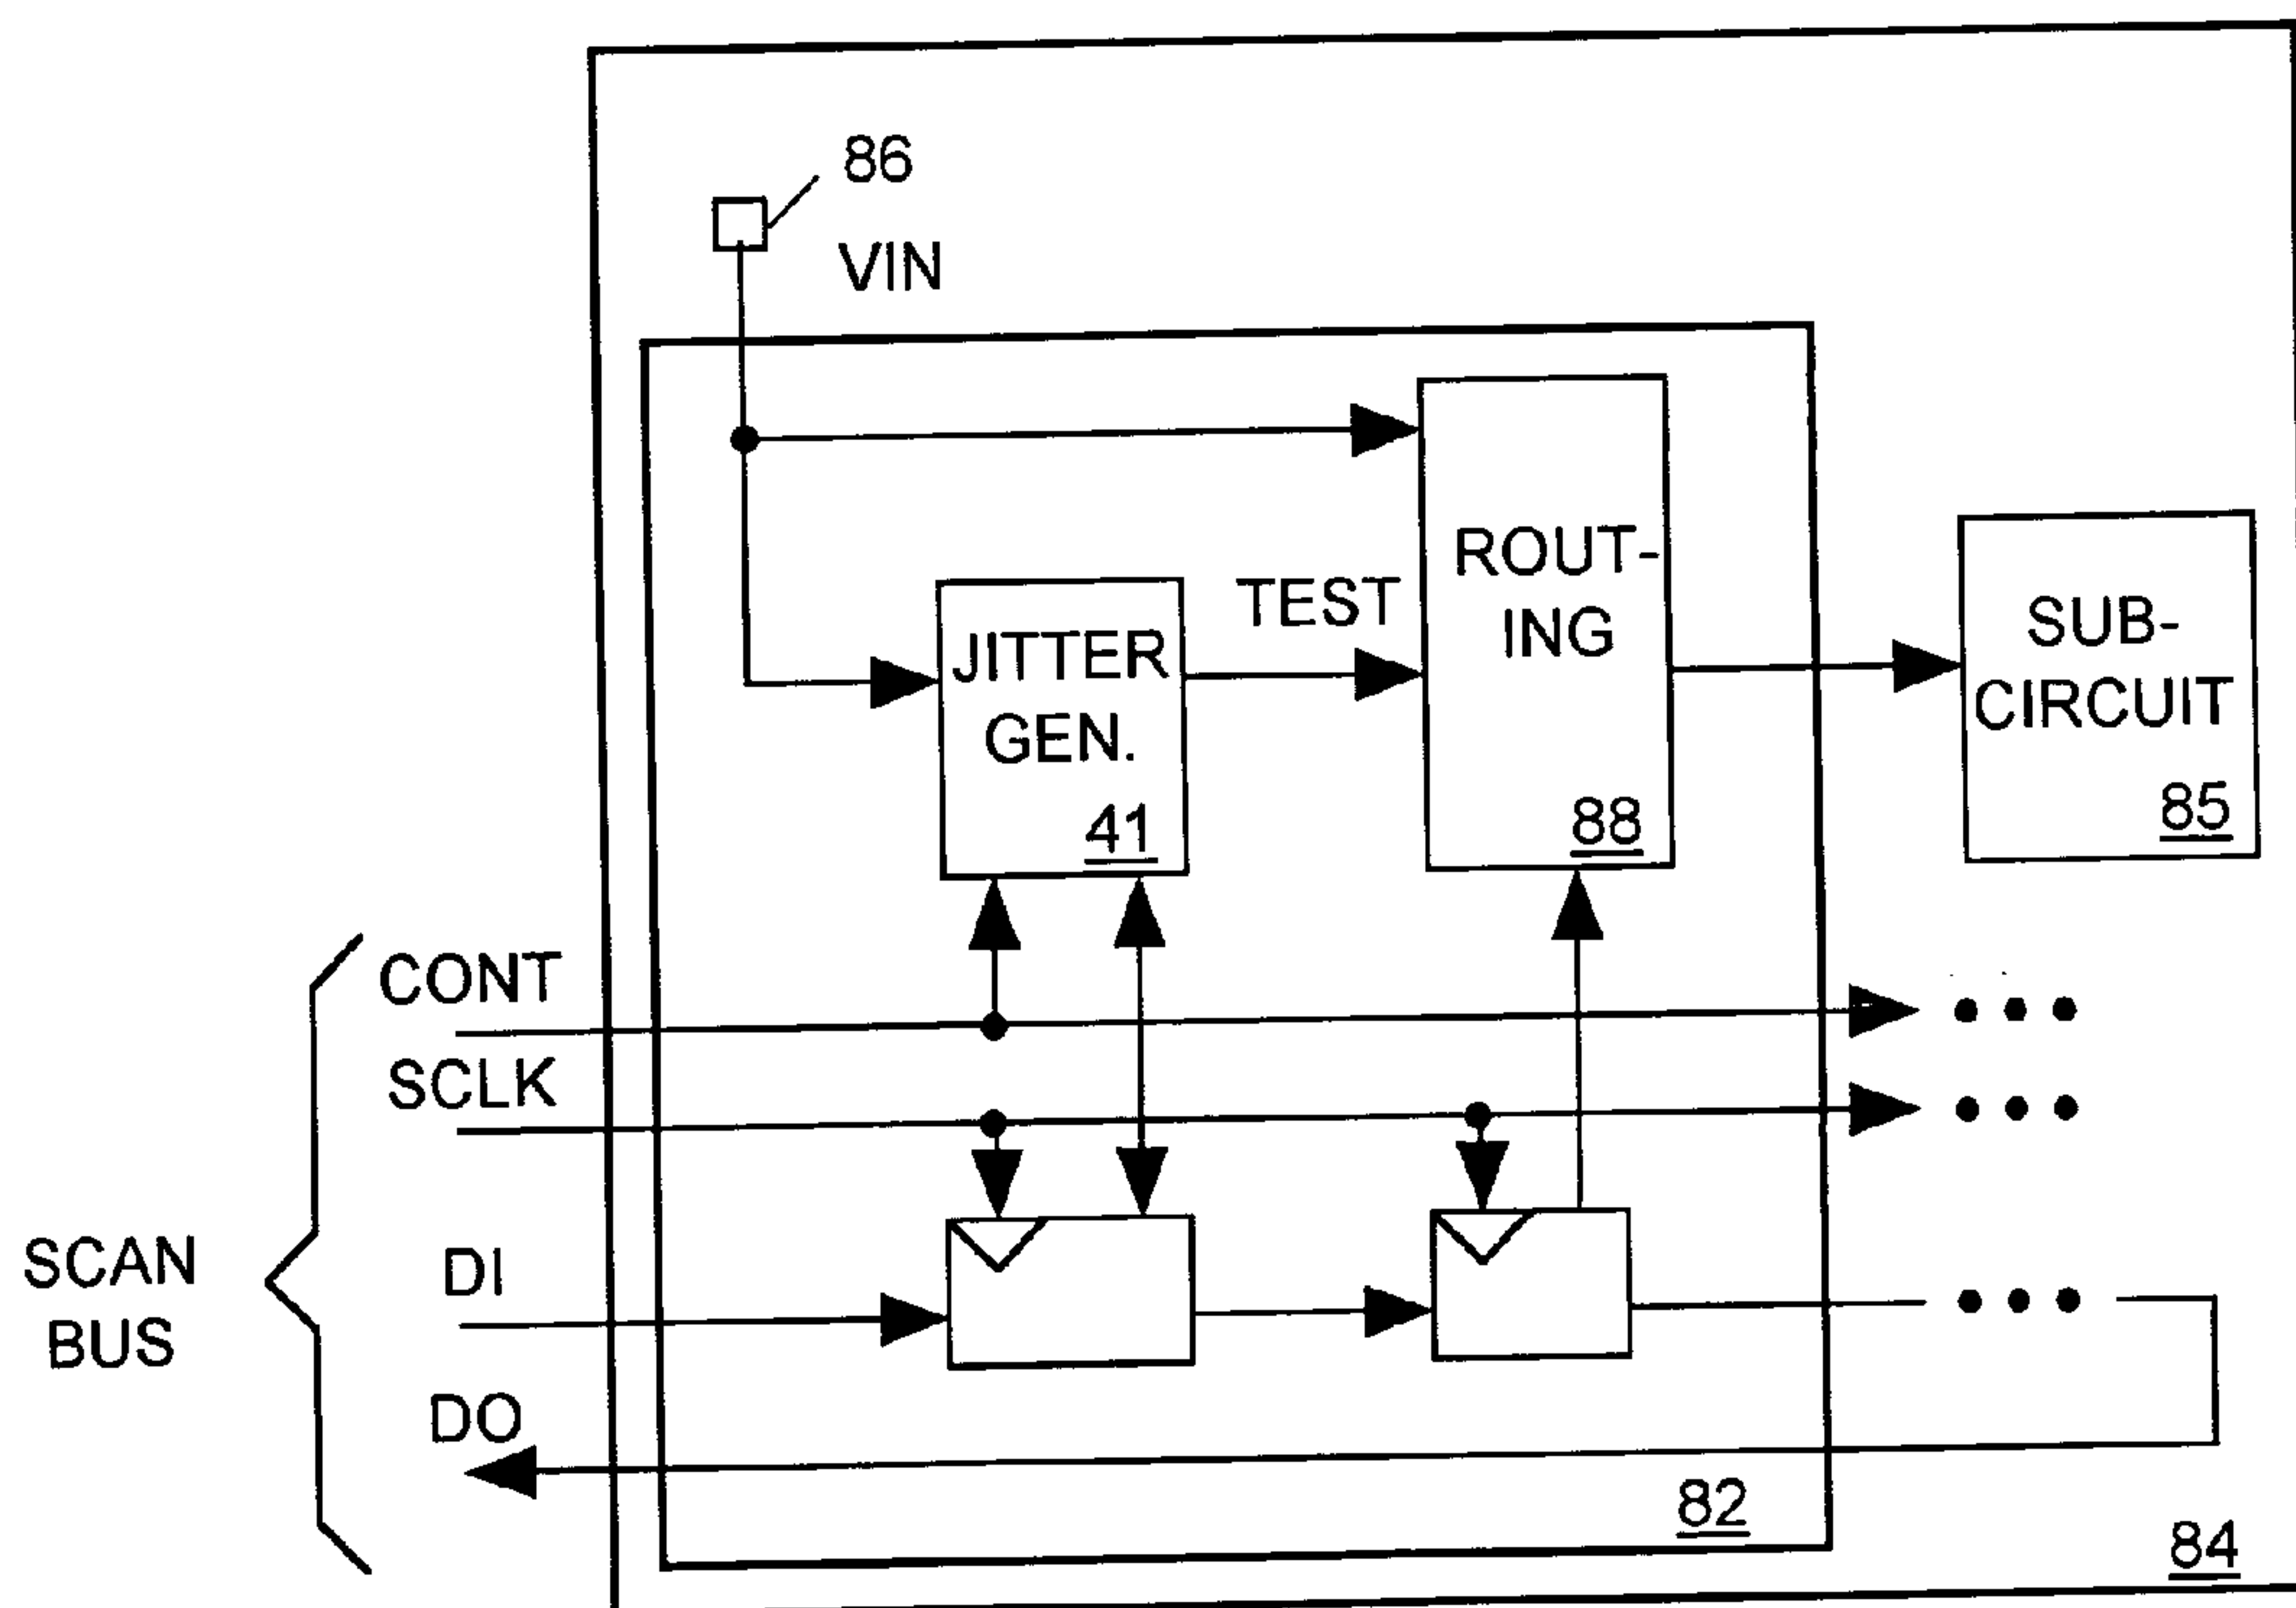 86
VIN
ROUT-
ING
88
TEST
JITTER
GEN.
41
SUB-
CIRCUIT
85
CONT
SCLK
SCAN
BUS
DI
DO
82
84